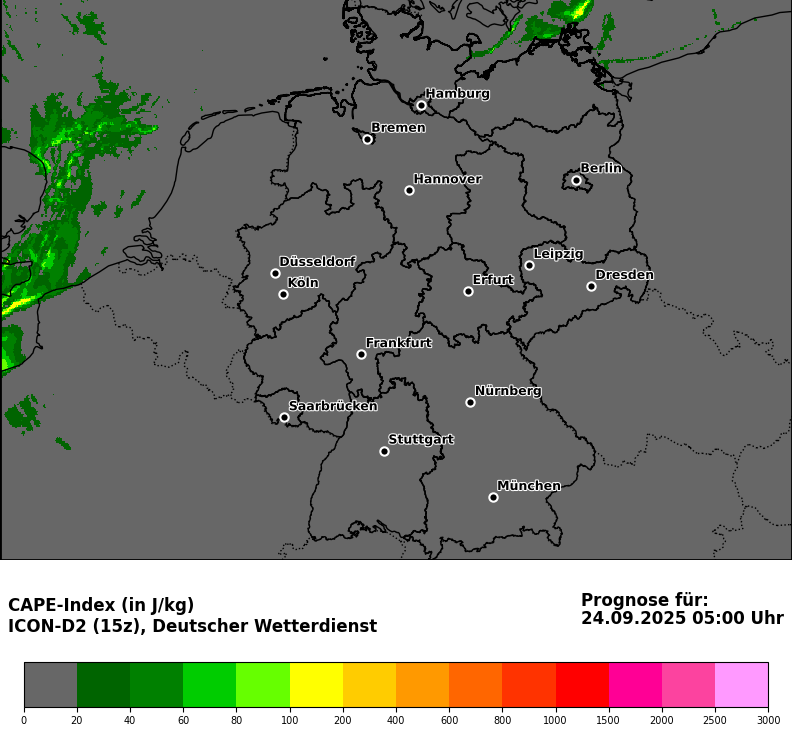 Hamburg
Bremen
Berlin
Hannover
Leipzig
Düsseldorf
Dresden
Erfurt
Köln
Frankfurt
Nürnberg
Saarbrücken
Stuttgart
München
CAPE-Index (in J/kg)
ICON-D2 (15z), Deutscher Wetterdienst
Prognose für:
24.09.2025 05:00 Uhr
0 20 40 60 80 100 200 400 600 800 1000 1500 2000 2500 3000